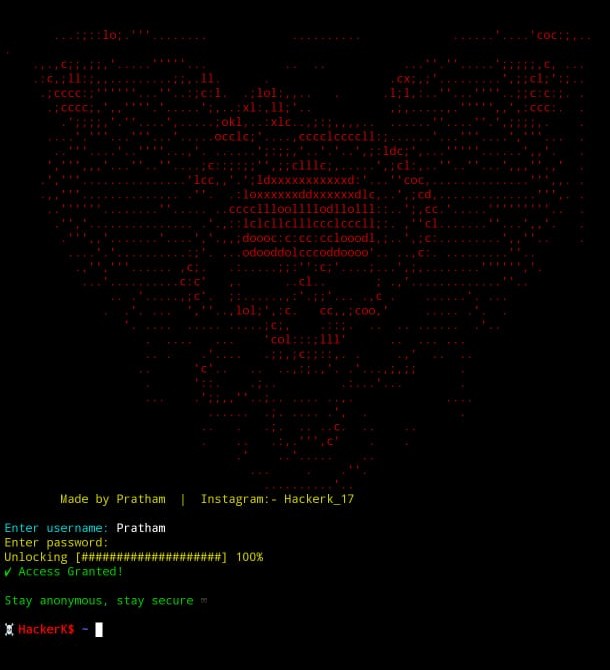 Made by Pratham | Instagram:- Hackerk_17
Enter username: Pratham
Enter password:
Unlocking [####################] 100%
✔ Access Granted!
Stay anonymous, stay secure
☠ HackerK$ ~